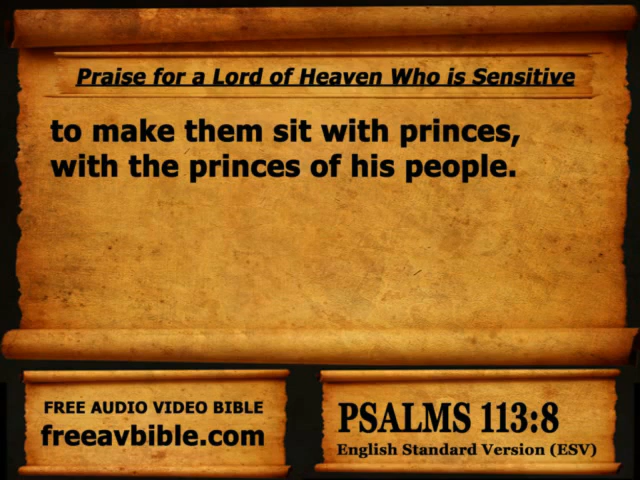 Praise for a Lord of Heaven Who is Sensitive
to make them sit with princes,
with the princes of his people.
FREE AUDIO VIDEO BIBLE
freeavbible.com
PSALMS 113:8
English Standard Version (ESV)